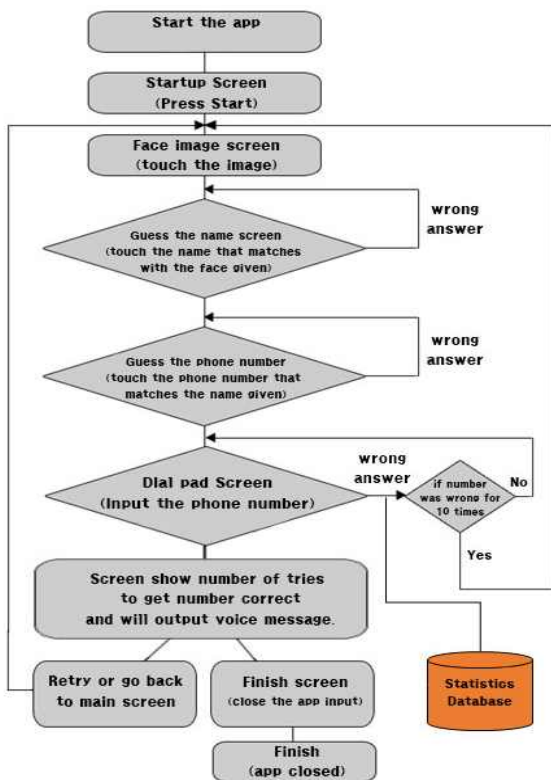 Start the app
Startup Screen
(Press Start)
Face image screen
(touch the image)
wrong
answer
Guess the name screen
(touch the name that matches
with the face given)
wrong
answer
Guess the phone number
(touch the phone number that
matches the name given)
wrong
answer
Dial pad Screen
(Input the phone number)
if number
was wrong for
10 times
No
Yes
Screen show number of tries
to get number correct
and will output voice message.
Retry or go back
to main screen
Finish screen
(close the app input)
Statistics
Database
Finish
(app closed)